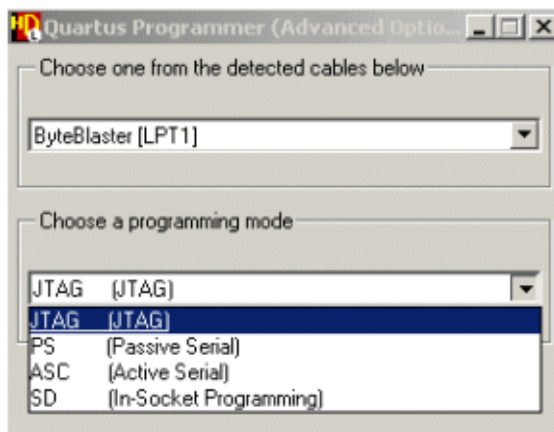 HD
L
Quartus Programmer (Advanced Optio...
Choose one from the detected cables below
ByteBlaster [LPT1]
Choose a programming mode
JTAG (JTAG)
JTAG (JTAG)
PS (Passive Serial)
ASC (Active Serial)
SD (In-Socket Programming)